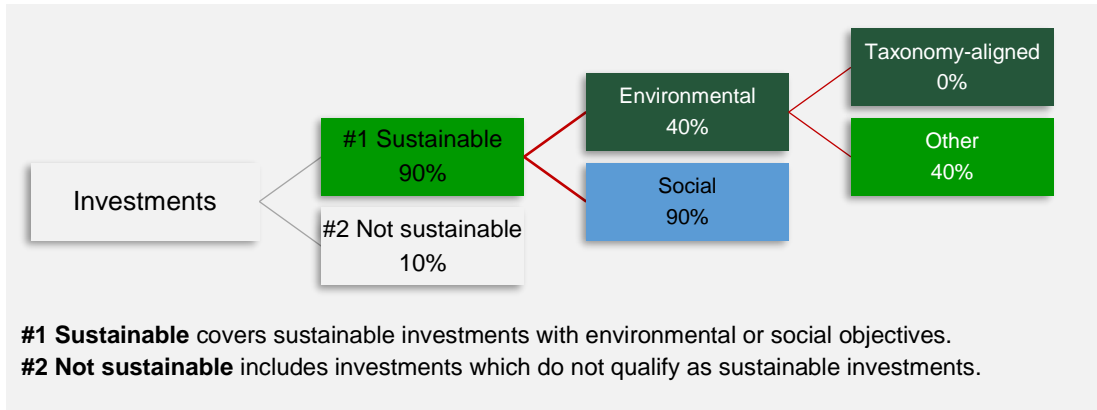 Investments
#1 Sustainable
90%
#2 Not sustainable
10%
Environmental
40%
Social
90%
Taxonomy-aligned
0%
Other
40%
#1 Sustainable covers sustainable investments with environmental or social objectives.
#2 Not sustainable includes investments which do not qualify as sustainable investments.